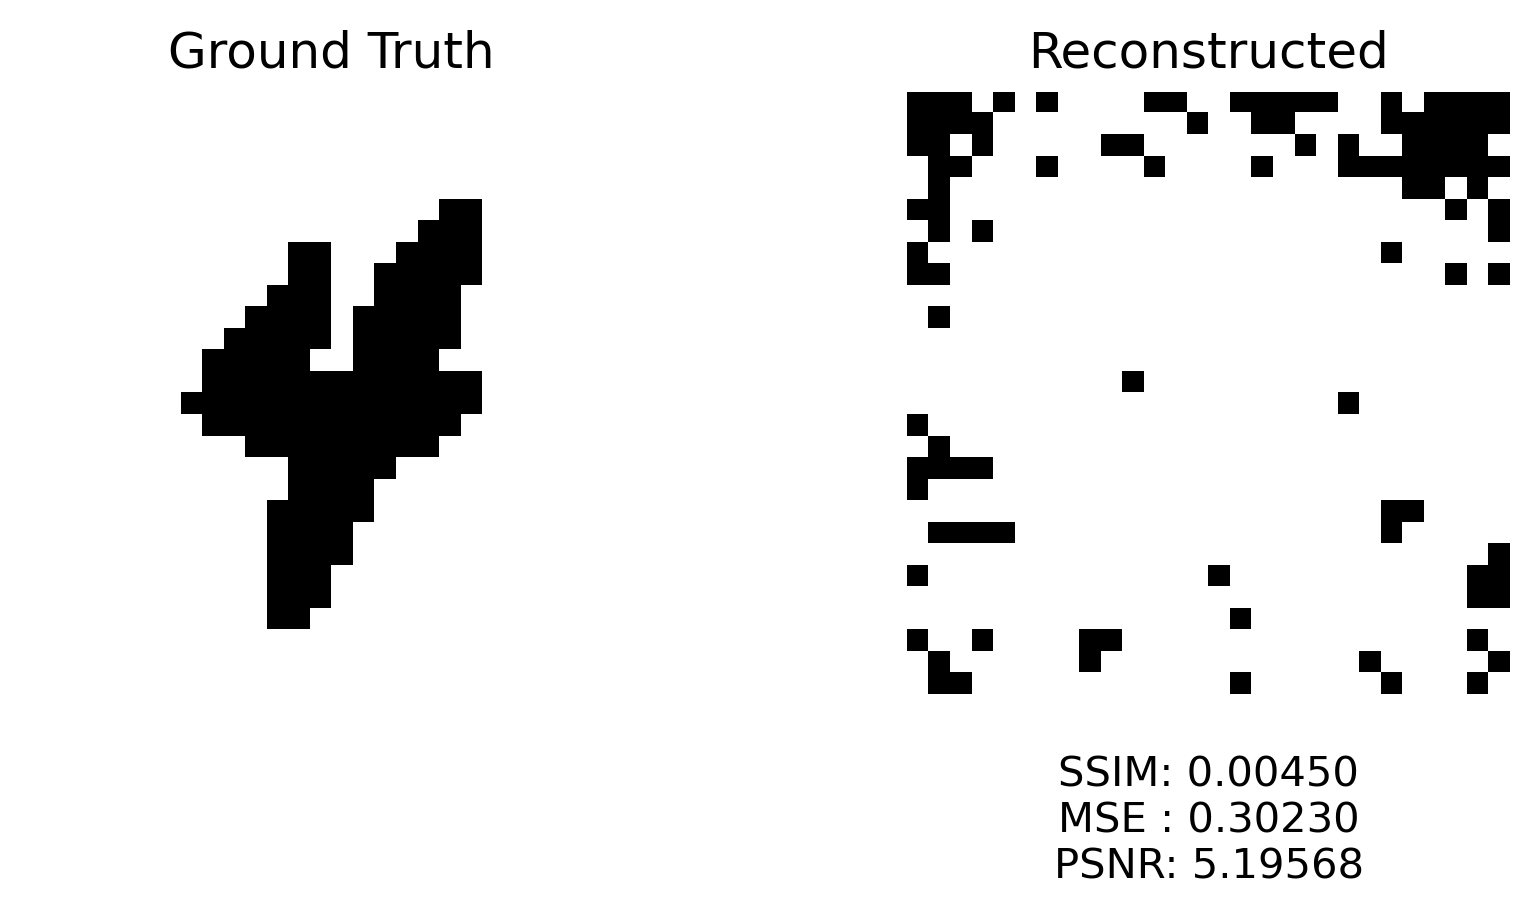 Ground Truth
Reconstructed
SSIM: 0.00450
MSE : 0.30230
PSNR: 5.19568